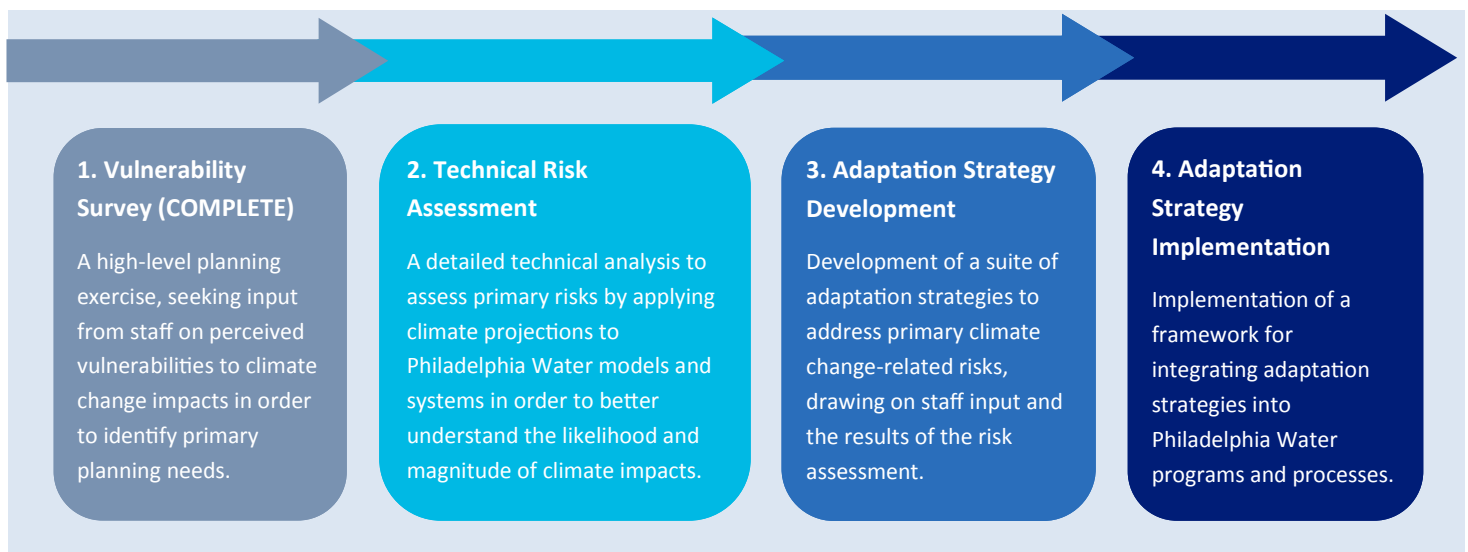 1. Vulnerability
Survey (COMPLETE)
A high-level planning
exercise, seeking input
from staff on perceived
vulnerabilities to climate
change impacts in order
to identify primary
planning needs.
2. Technical Risk
Assessment
A detailed technical analysis to
assess primary risks by applying
climate projections to
Philadelphia Water models and
systems in order to better
understand the likelihood and
magnitude of climate impacts.
3. Adaptation Strategy
Development
Development of a suite of
adaptation strategies to
address primary climate
change-related risks,
drawing on staff input and
the results of the risk
assessment.
4. Adaptation
Strategy
Implementation
Implementation of a
framework for
integrating adaptation
strategies into
Philadelphia Water
programs and processes.